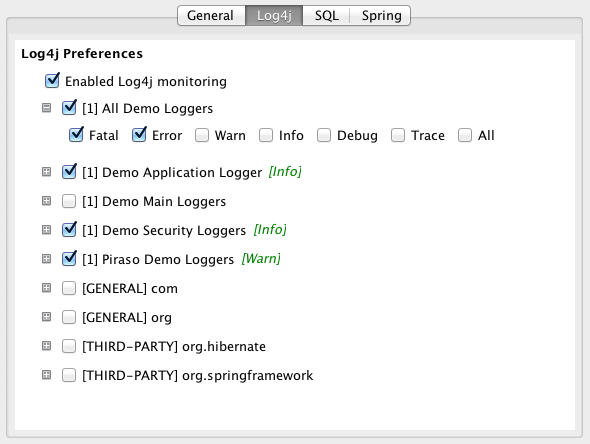 General Log4j SQL Spring
Log4j Preferences
Enabled Log4j monitoring
[1] All Demo Loggers
Fatal Error Warn Info Debug Trace All
[1] Demo Application Logger [Info]
[1] Demo Main Loggers
[1] Demo Security Loggers [Info]
[1] Piraso Demo Loggers [Warn]
[GENERAL] com
[GENERAL] org
[THIRD-PARTY] org.hibernate
[THIRD-PARTY] org.springframework